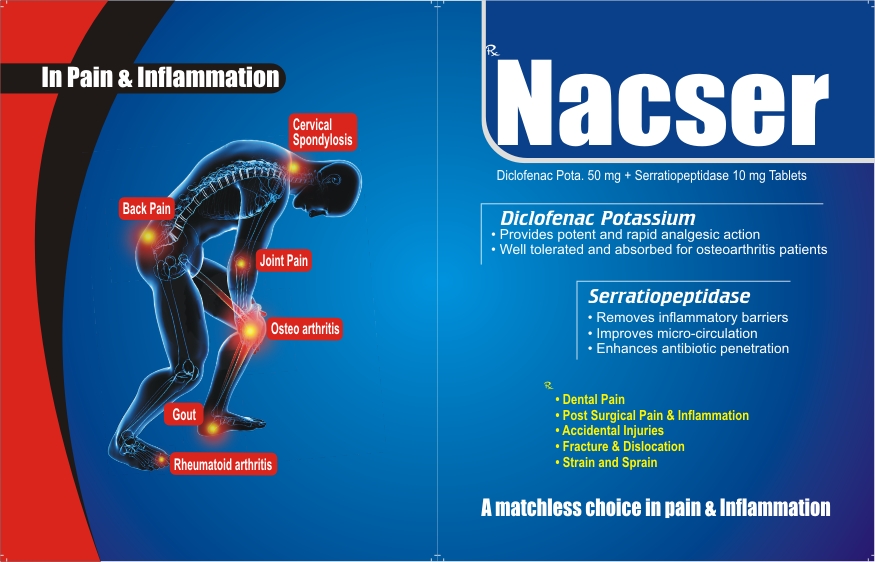 In Pain & Inflammation
Cervical
Spondylosis
Back Pain
Joint Pain
Osteo arthritis
Gout
Rheumatoid arthritis
Rx
Nacser
Diclofenac Pota. 50 mg + Serratiopeptidase 10 mg Tablets
Diclofenac Potassium
• Provides potent and rapid analgesic action
• Well tolerated and absorbed for osteoarthritis patients
Serratiopeptidase
• Removes inflammatory barriers
• Improves micro-circulation
• Enhances antibiotic penetration
Rx
• Dental Pain
• Post Surgical Pain & Inflammation
• Accidental Injuries
• Fracture & Dislocation
• Strain and Sprain
A matchless choice in pain & Inflammation